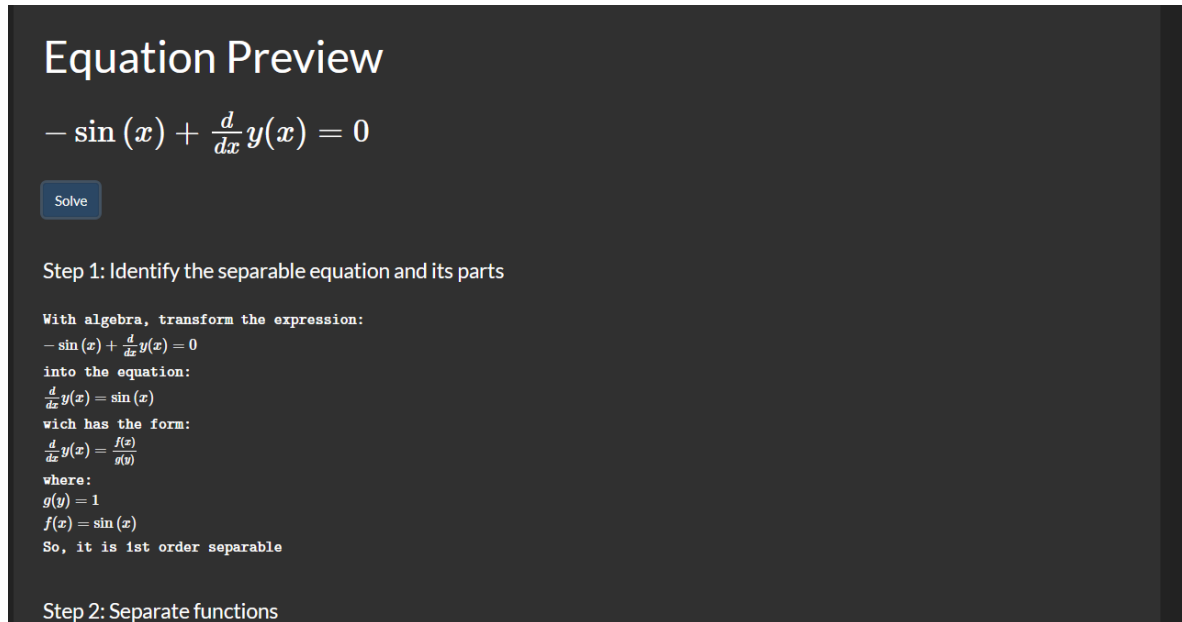 Equation Preview
− sin (x) + d/dx y(x) = 0
Solve
Step 1: Identify the separable equation and its parts
With algebra, transform the expression:
− sin (x) + d/dx y(x) = 0
into the equation:
d/dx y(x) = sin (x)
wich has the form:
d/dx y(x) = f(x)/g(y)
where:
g(y) = 1
f(x) = sin (x)
So, it is 1st order separable
Step 2: Separate functions